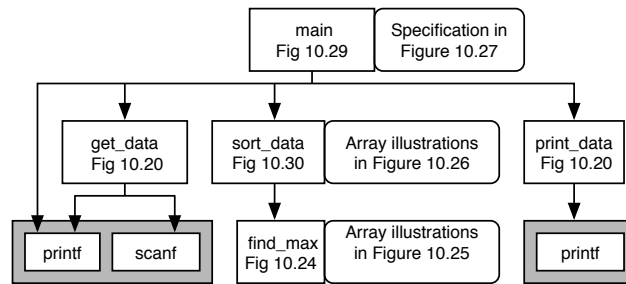 main
Fig 10.29
Specification in
Figure 10.27
get_data
Fig 10.20
sort_data
Fig 10.30
Array illustrations
in Figure 10.26
print_data
Fig 10.20
printf
scanf
find_max
Fig 10.24
Array illustrations
in Figure 10.25
printf